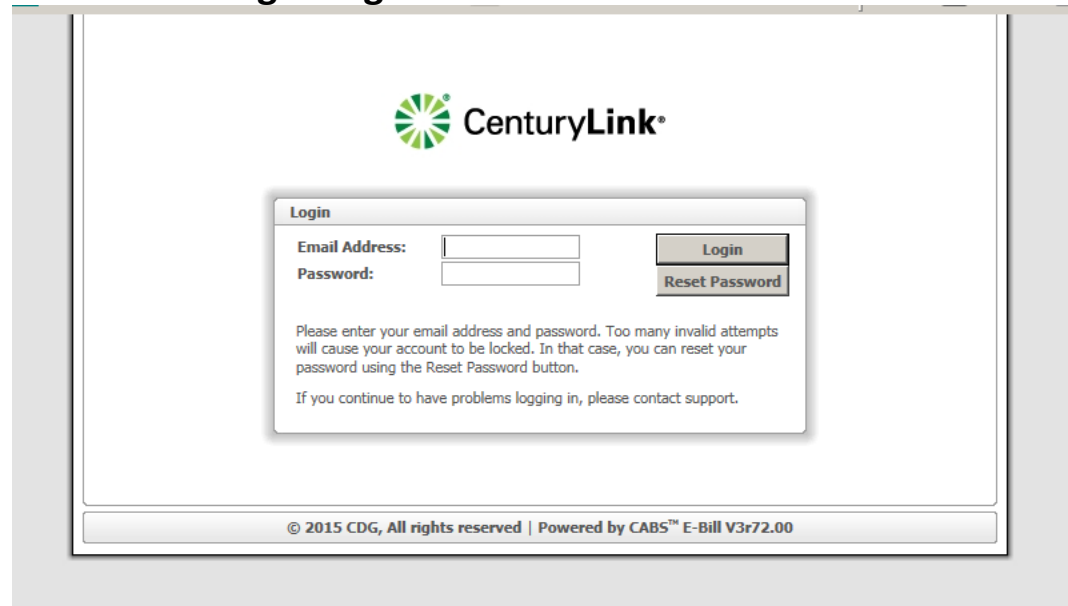 CenturyLink®
Login
Email Address:
Login
Password:
Reset Password
Please enter your email address and password. Too many invalid attempts
will cause your account to be locked. In that case, you can reset your
password using the Reset Password button.
If you continue to have problems logging in, please contact support.
© 2015 CDG, All rights reserved | Powered by CABS™ E-Bill V3r72.00